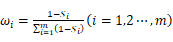 ωᵢ = (1−Sᵢ) / (∑ᵢ₌₁ᵐ(1−Sᵢ)) (i = 1,2⋯,m)